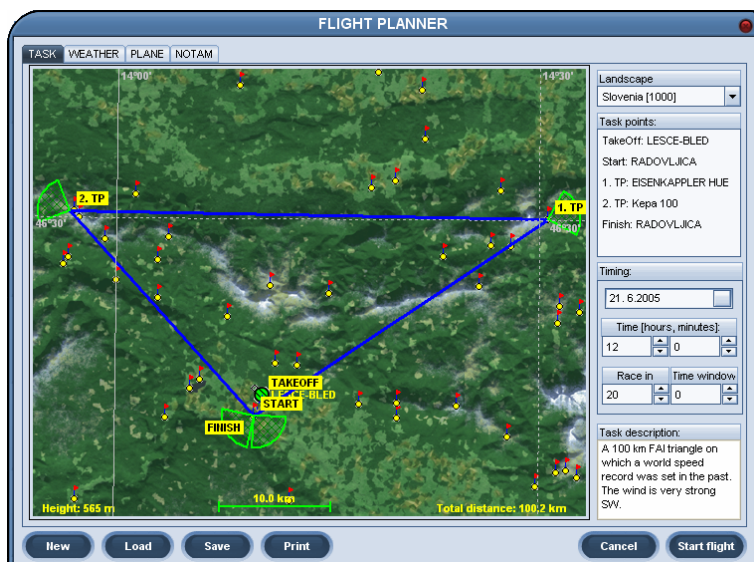 FLIGHT PLANNER
TASK WEATHER PLANE NOTAM
14°00' 14°30'
2. TP 1. TP
46°30' 46°30'
TAKEOFF
LESCE-BLED
START
FINISH
10.0 km
Height: 565 m Total distance: 100,2 km
Landscape
Slovenia [1000]
Task points:
TakeOff: LESCE-BLED
Start: RADOVLJICA
1. TP: EISENKAPPLER HUE
2. TP: Kepa 100
Finish: RADOVLJICA
Timing:
21. 6.2005
Time [hours, minutes]:
12 0
Race in Time window
20 0
Task description:
A 100 km FAI triangle on
which a world speed
record was set in the past.
The wind is very strong
SW.
New Load Save Print Cancel Start flight